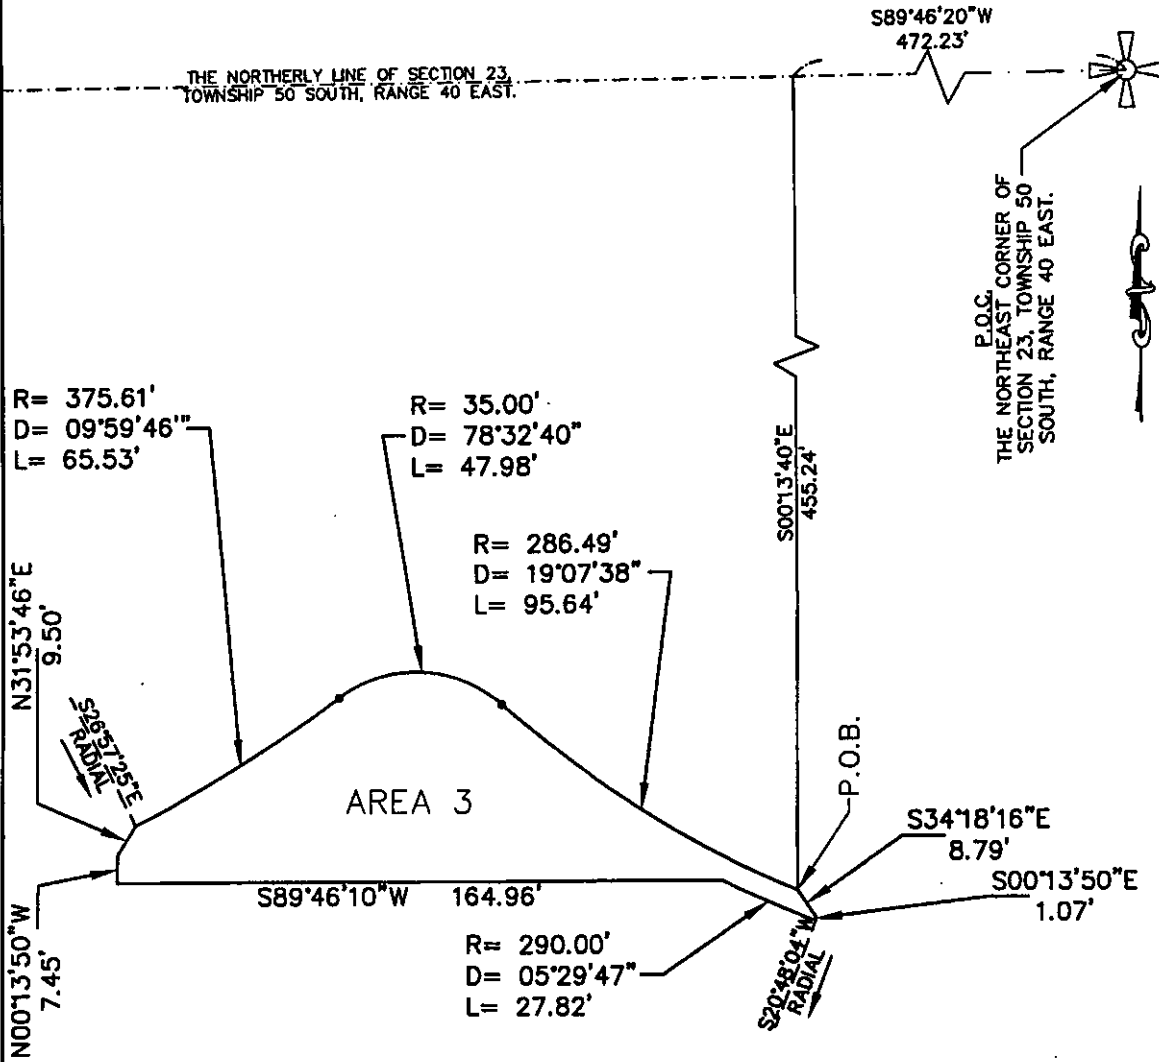 S89°46'20"W
472.23'
THE NORTHERLY LINE OF SECTION 23,
TOWNSHIP 50 SOUTH, RANGE 40 EAST.
P.O.C.
THE NORTHEAST CORNER OF
SECTION 23, TOWNSHIP 50
SOUTH, RANGE 40 EAST.
S00°13'40"E
455.24'
R= 375.61'
D= 09°59'46'"
L= 65.53'
R= 35.00'
D= 78°32'40"
L= 47.98'
R= 286.49'
D= 19°07'38"
L= 95.64'
N31°53'46"E
9.50'
S26°57'25"E
RADIAL
AREA 3
P.O.B.
S34°18'16"E
8.79'
S00°13'50"E
1.07'
S89°46'10"W 164.96'
N00°13'50"W
7.45'
R= 290.00'
D= 05°29'47"
L= 27.82'
S20°48'04"W
RADIAL